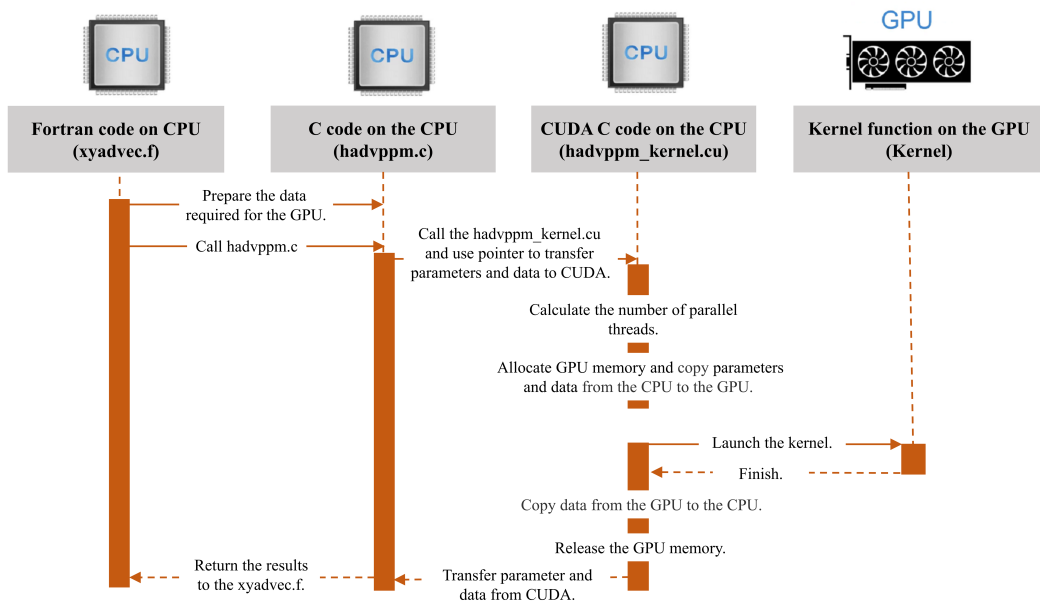 CPU
CPU
CPU
GPU
Fortran code on CPU
(xyadvec.f)
C code on the CPU
(hadvppm.c)
CUDA C code on the CPU
(hadvppm_kernel.cu)
Kernel function on the GPU
(Kernel)
Prepare the data
required for the GPU.
Call hadvppm.c
Call the hadvppm_kernel.cu
and use pointer to transfer
parameters and data to CUDA.
Calculate the number of parallel
threads.
Allocate GPU memory and copy parameters
and data from the CPU to the GPU.
Launch the kernel.
Finish.
Copy data from the GPU to the CPU.
Release the GPU memory.
Return the results
to the xyadvec.f.
Transfer parameter and
data from CUDA.